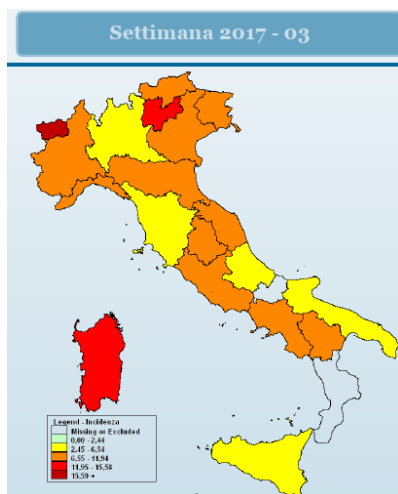 Settimana 2017 - 03
Legend - Incidenza
Missing or Excluded
0,00 - 2,44
2,45 - 6,54
6,55 - 11,94
11,95 - 15,58
15,59 +